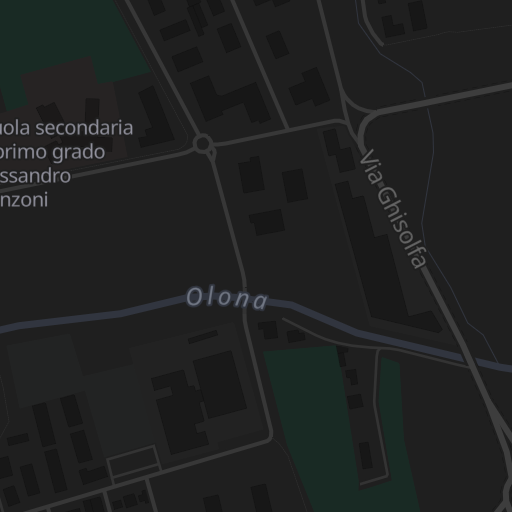 uola secondaria
primo grado
ssandro
nzoni
Via Ghisolfa
Olona